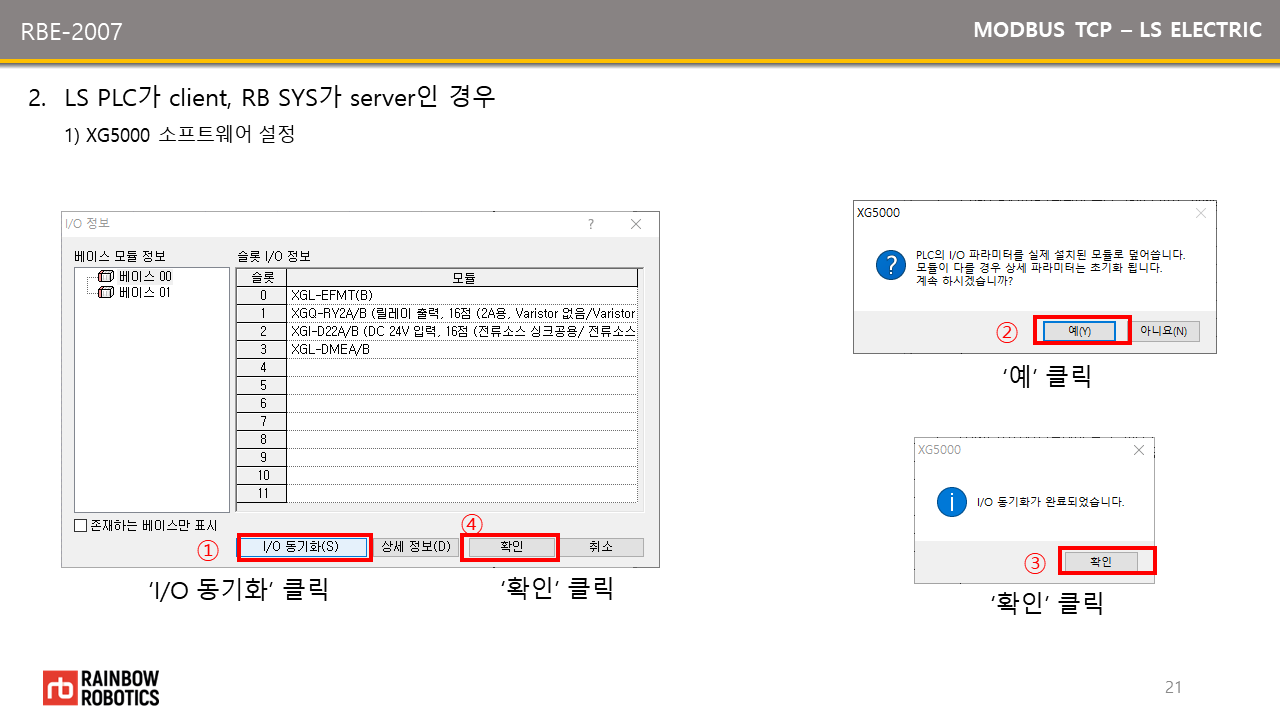 RBE-2007
MODBUS TCP – LS ELECTRIC
2. LS PLC가 client, RB SYS가 server인 경우
1) XG5000 소프트웨어 설정
I/O 정보
?
베이스 모듈 정보
베이스 00
베이스 01
슬롯 I/O 정보
슬롯 모듈
0 XGL-EFMT(B)
1 XGQ-RY2A/B (릴레이 출력, 16점 (2A용, Varistor 없음/Varistor
2 XGI-D22A/B (DC 24V 입력, 16점 (전류소스 싱크공용/ 전류소스
3 XGL-DMEA/B
4
5
6
7
8
9
10
11
존재하는 베이스만 표시
① I/O 동기화(S) 상세 정보(D) ④ 확인 취소
'I/O 동기화' 클릭
'확인' 클릭
XG5000
?
PLC의 I/O 파라미터를 실제 설치된 모듈로 덮어씁니다.
모듈이 다를 경우 상세 파라미터는 초기화 됩니다.
계속 하시겠습니까?
② 예(Y) 아니요(N)
‘예’ 클릭
XG5000
i
I/O 동기화가 완료되었습니다.
③ 확인
‘확인’ 클릭
rb RAINBOW
ROBOTICS
21